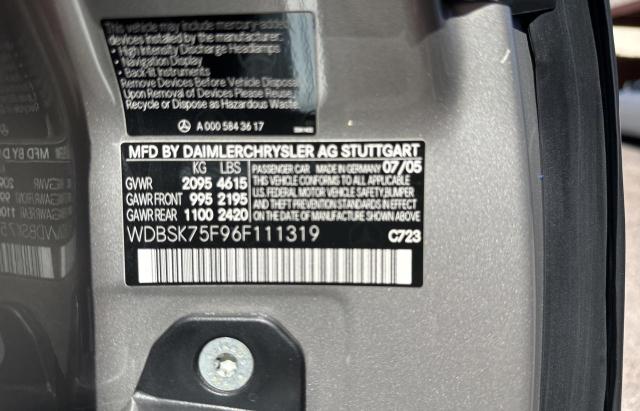 This vehicle may include mercury-added
devices installed by the manufacturer:
• High Intensity Discharge Headlamps
• Navigation Display
• Back-lit Instruments
Remove Devices Before Vehicle Disposal
Upon Removal of Devices Please Reuse,
Recycle or Dispose as Hazardous Waste.
A 000 584 36 17
MFD BY DAIMLERCHRYSLER AG STUTTGART
KG LBS PASSENGER CAR MADE IN GERMANY 07/05
GVWR 2095 4615 THIS VEHICLE CONFORMS TO ALL APPLICABLE
GAWR FRONT 995 2195 U.S. FEDERAL MOTOR VEHICLE SAFETY, BUMPER
AND THEFT PREVENTION STANDARDS IN EFFECT
GAWR REAR 1100 2420 ON THE DATE OF MANUFACTURE SHOWN ABOVE.
WDBSK75F96F111319 C723